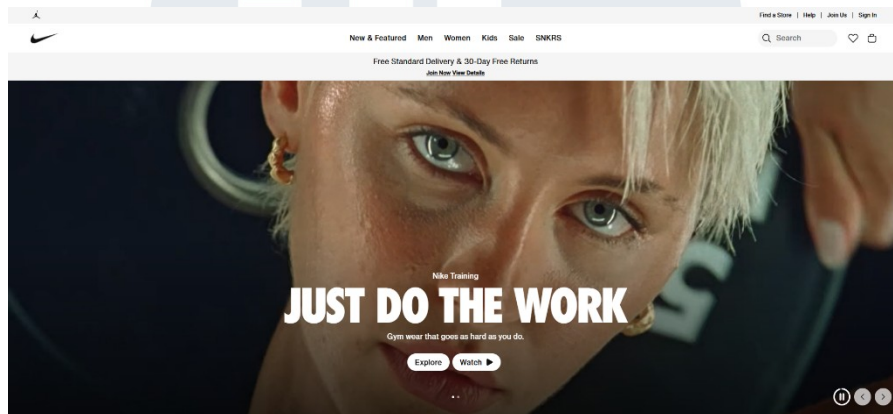 Find a Store | Help | Join Us | Sign In
New & Featured Men Women Kids Sale SNKRS
Search
Free Standard Delivery & 30-Day Free Returns
Join Now View Details
5
Nike Training
JUST DO THE WORK
Gym wear that goes as hard as you do.
Explore Watch